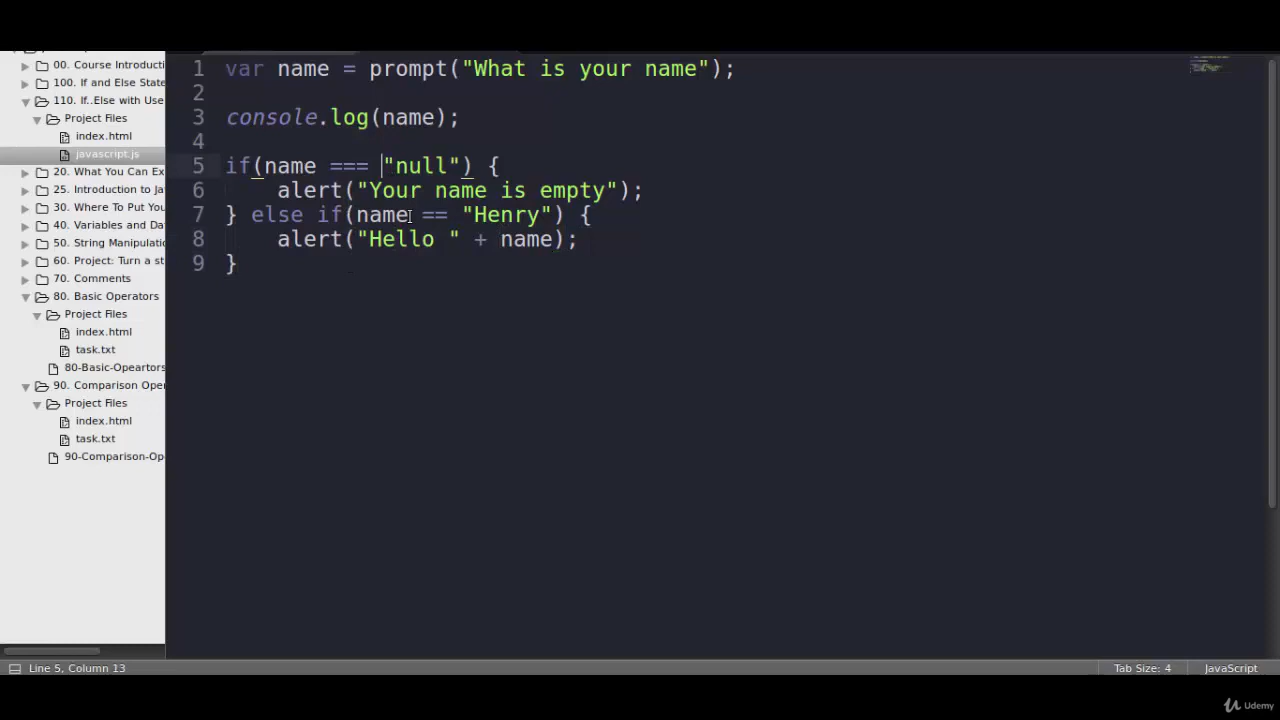 00. Course Introducti
100. If and Else State
110. If..Else with Use
Project Files
index.html
javascript.js
20. What You Can Ex
25. Introduction to Ja
30. Where To Put You
40. Variables and Dat
50. String Manipulat
60. Project: Turn a st
70. Comments
80. Basic Operators
Project Files
index.html
task.txt
80-Basic-Opeartors
90. Comparison Oper
Project Files
index.html
task.txt
90-Comparison-Op
1 var name = prompt("What is your name");
2
3 console.log(name);
4
5 if(name === "null") {
6 alert("Your name is empty");
7 } else if(name == "Henry") {
8 alert("Hello " + name);
9 }
Line 5, Column 13
Tab Size: 4
JavaScript
Udemy